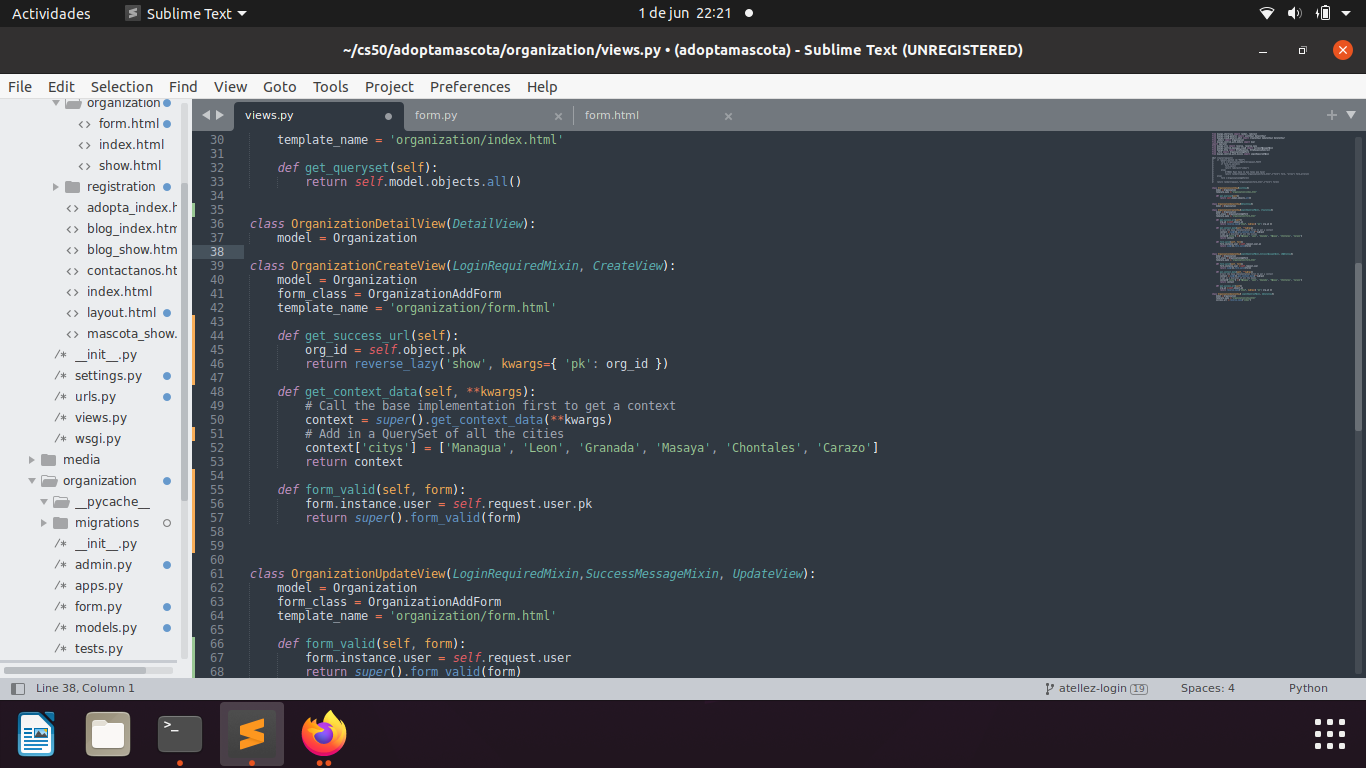 Actividades Sublime Text 1 de jun 22:21
~/cs50/adoptamascota/organization/views.py • (adoptamascota) - Sublime Text (UNREGISTERED)
File Edit Selection Find View Goto Tools Project Preferences Help
organization
<> form.html
<> index.html
<> show.html
registration
<> adopta_index.h
<> blog_index.htm
<> blog_show.htm
<> contactanos.ht
<> index.html
<> layout.html
<> mascota_show.
/* __init__.py
/* settings.py
/* urls.py
/* views.py
/* wsgi.py
media
organization
__pycache__
migrations
/* __init__.py
/* admin.py
/* apps.py
/* form.py
/* models.py
/* tests.py
views.py form.py form.html
30     template_name = 'organization/index.html'
31
32     def get_queryset(self):
33         return self.model.objects.all()
34
35
36 class OrganizationDetailView(DetailView):
37     model = Organization
38
39 class OrganizationCreateView(LoginRequiredMixin, CreateView):
40     model = Organization
41     form_class = OrganizationAddForm
42     template_name = 'organization/form.html'
43
44     def get_success_url(self):
45         org_id = self.object.pk
46         return reverse_lazy('show', kwargs={ 'pk': org_id })
47
48     def get_context_data(self, **kwargs):
49         # Call the base implementation first to get a context
50         context = super().get_context_data(**kwargs)
51         # Add in a QuerySet of all the cities
52         context['citys'] = ['Managua', 'Leon', 'Granada', 'Masaya', 'Chontales', 'Carazo']
53         return context
54
55     def form_valid(self, form):
56         form.instance.user = self.request.user.pk
57         return super().form_valid(form)
58
59
60
61 class OrganizationUpdateView(LoginRequiredMixin,SuccessMessageMixin, UpdateView):
62     model = Organization
63     form_class = OrganizationAddForm
64     template_name = 'organization/form.html'
65
66     def form_valid(self, form):
67         form.instance.user = self.request.user
68         return super().form_valid(form)
Line 38, Column 1 atellez-login 19 Spaces: 4 Python